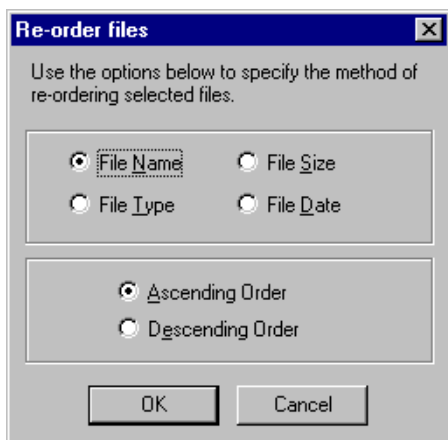 Re-order files
Use the options below to specify the method of
re-ordering selected files.
File Name File Size
File Type File Date
Ascending Order
Descending Order
OK Cancel